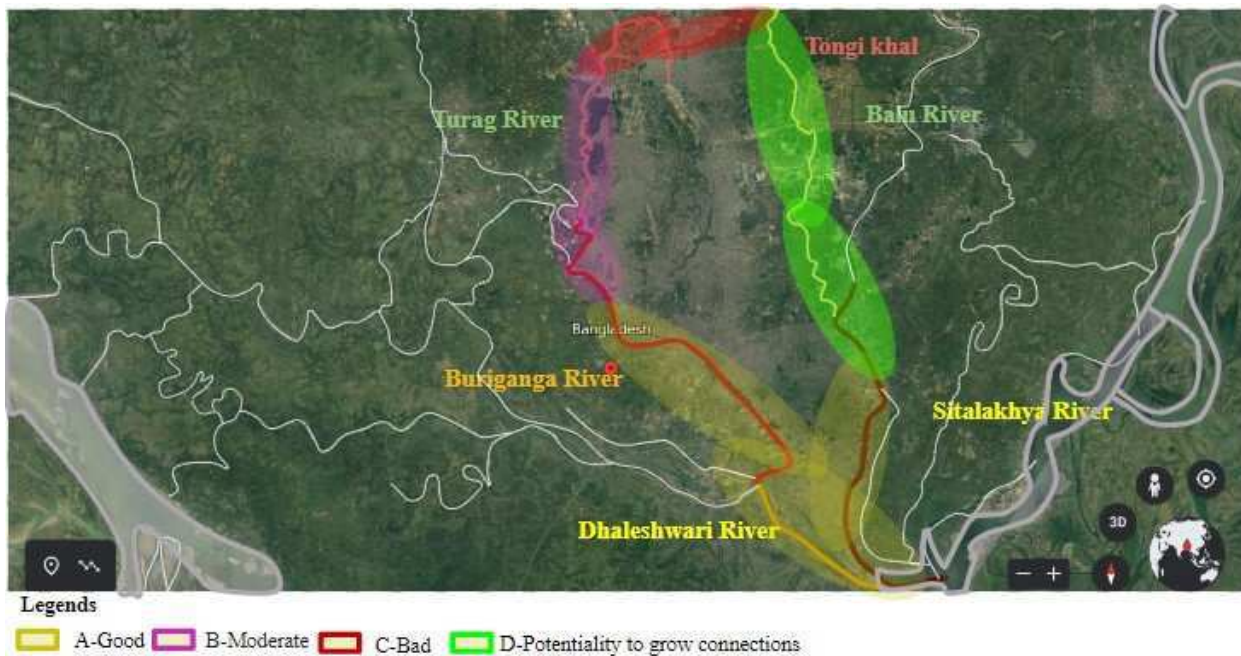 Tongi khal
Turag River
Balu River
Bangladesh
Buriganga River
Sitalakhya River
Dhaleshwari River
3D
Legends
A-Good B-Moderate C-Bad D-Potentiality to grow connections